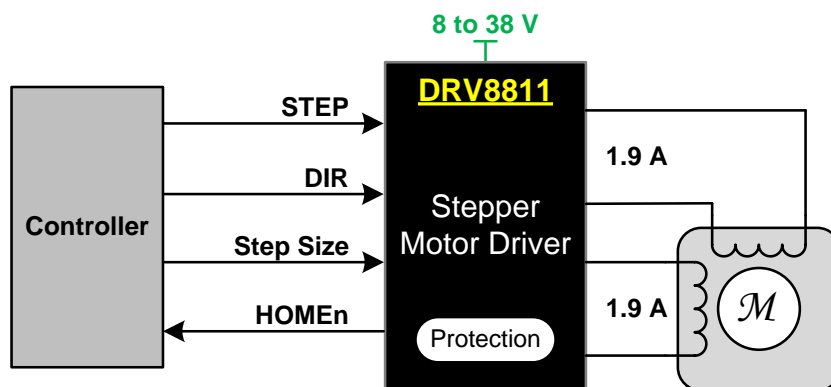 8 to 38 V
DRV8811
STEP
1.9 A
DIR
Controller
Stepper
Motor Driver
Step Size
HOMEn
Protection
1.9 A
M